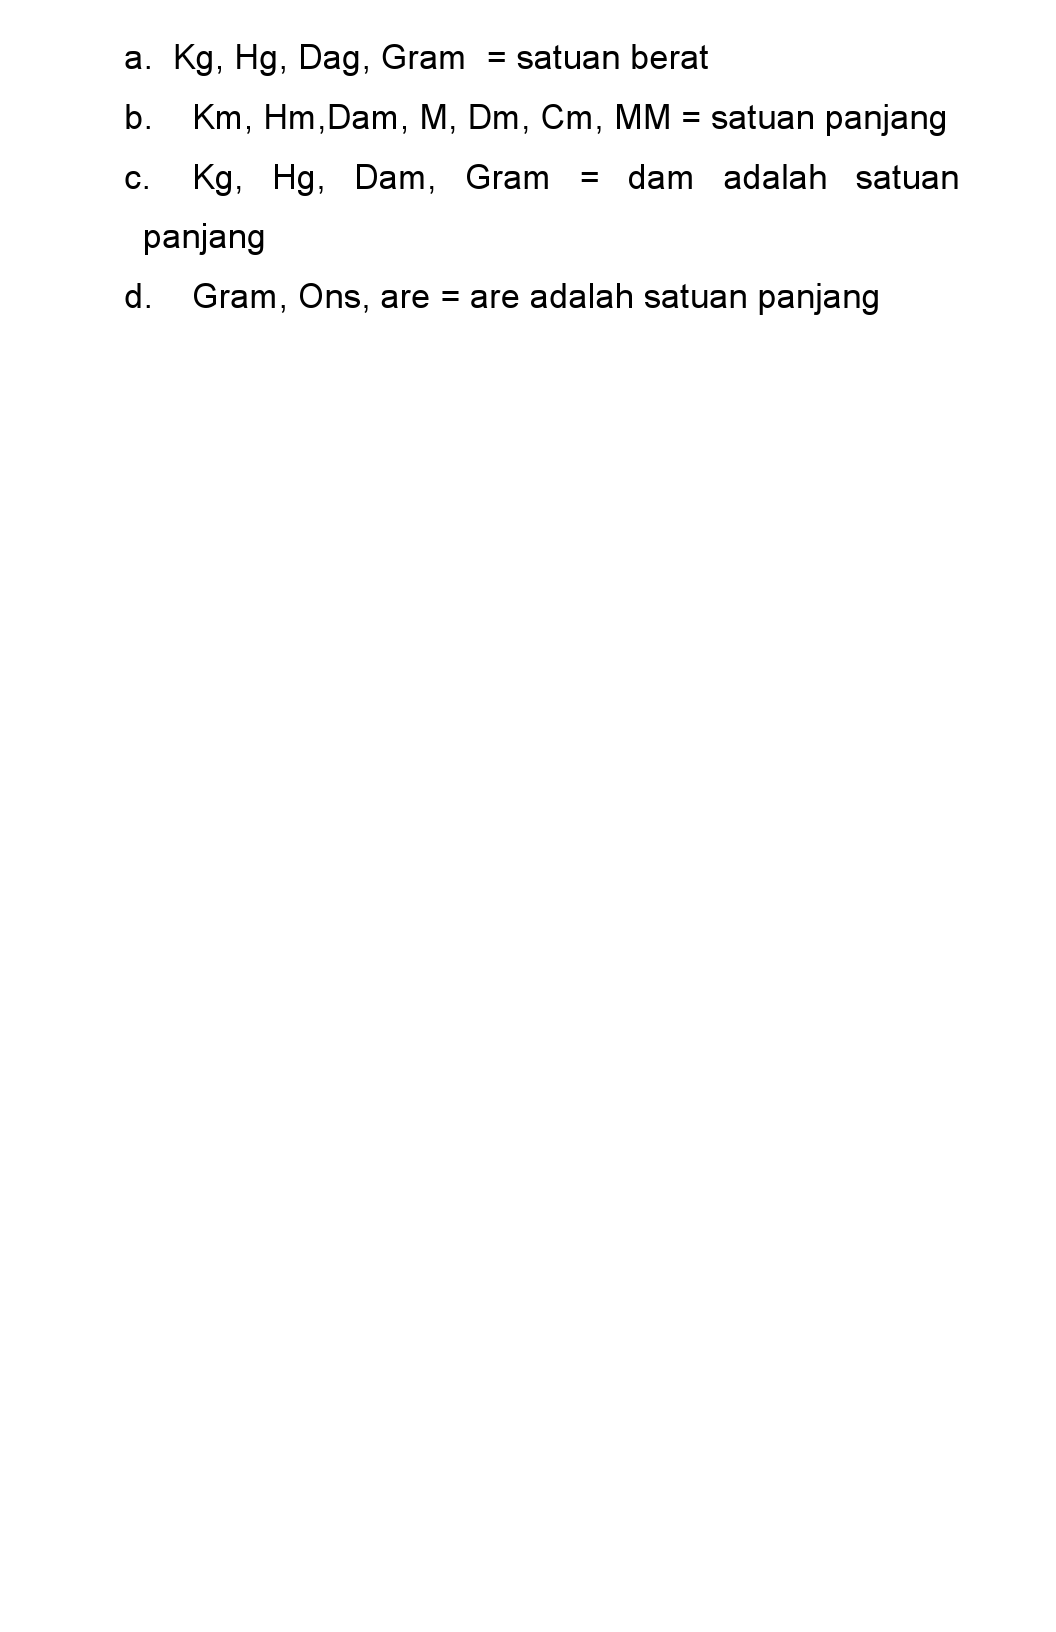 a. Kg, Hg, Dag, Gram = satuan berat
b. Km, Hm,Dam, M, Dm, Cm, MM = satuan panjang
c. Kg, Hg, Dam, Gram = dam adalah satuan
panjang
d. Gram, Ons, are = are adalah satuan panjang